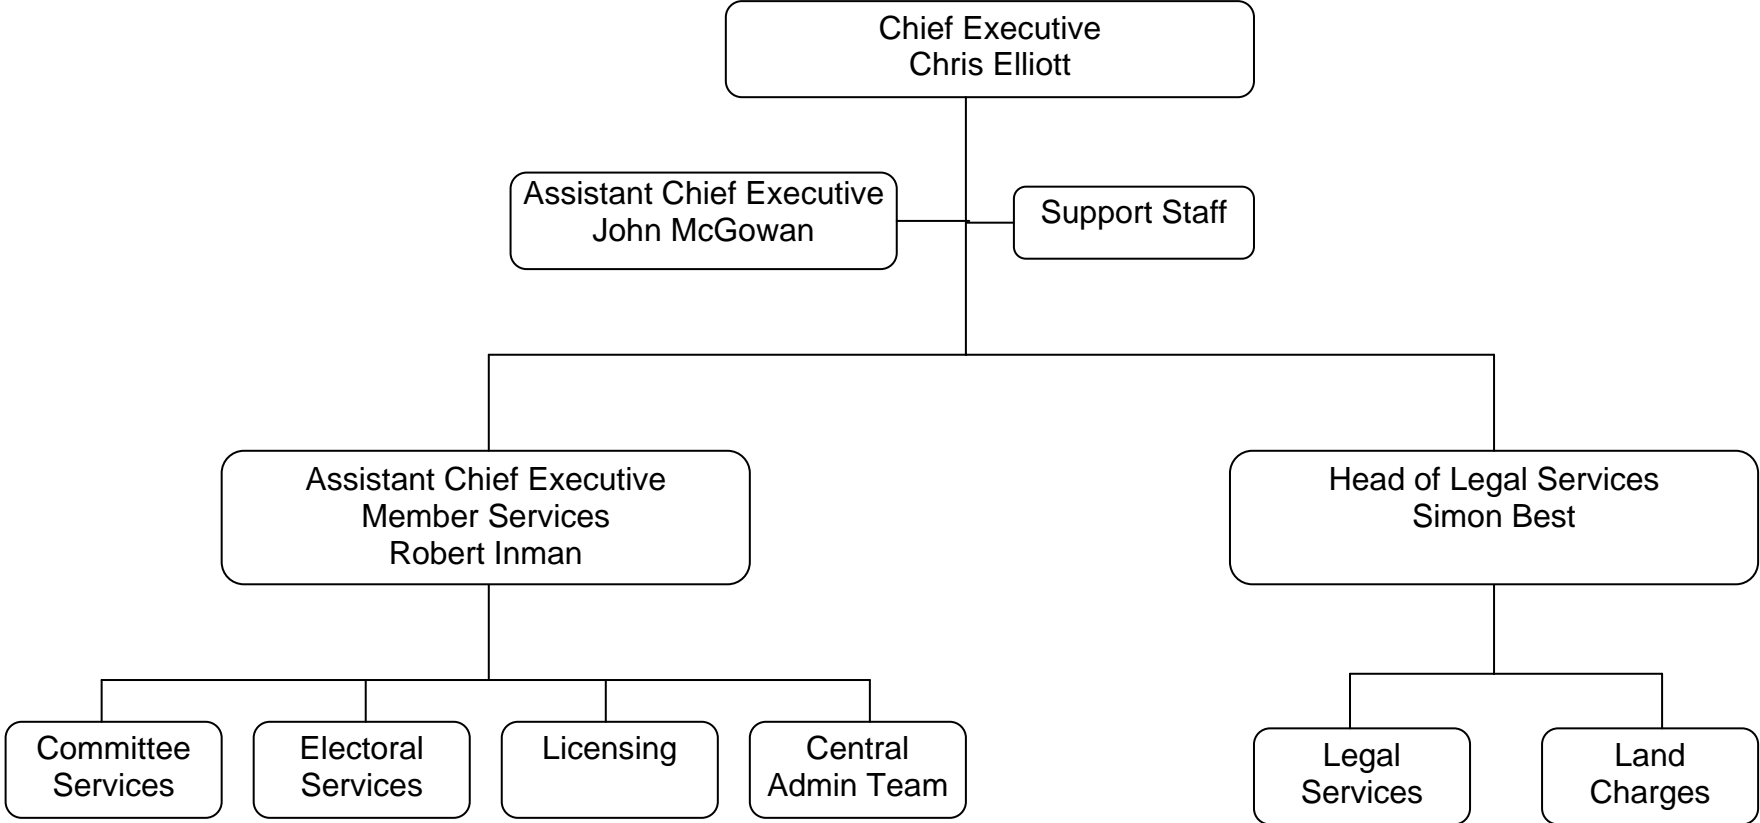 Chief Executive
Chris Elliott
Assistant Chief Executive
John McGowan
Support Staff
Assistant Chief Executive
Member Services
Robert Inman
Head of Legal Services
Simon Best
Committee
Services
Electoral
Services
Licensing
Central
Admin Team
Legal
Services
Land
Charges